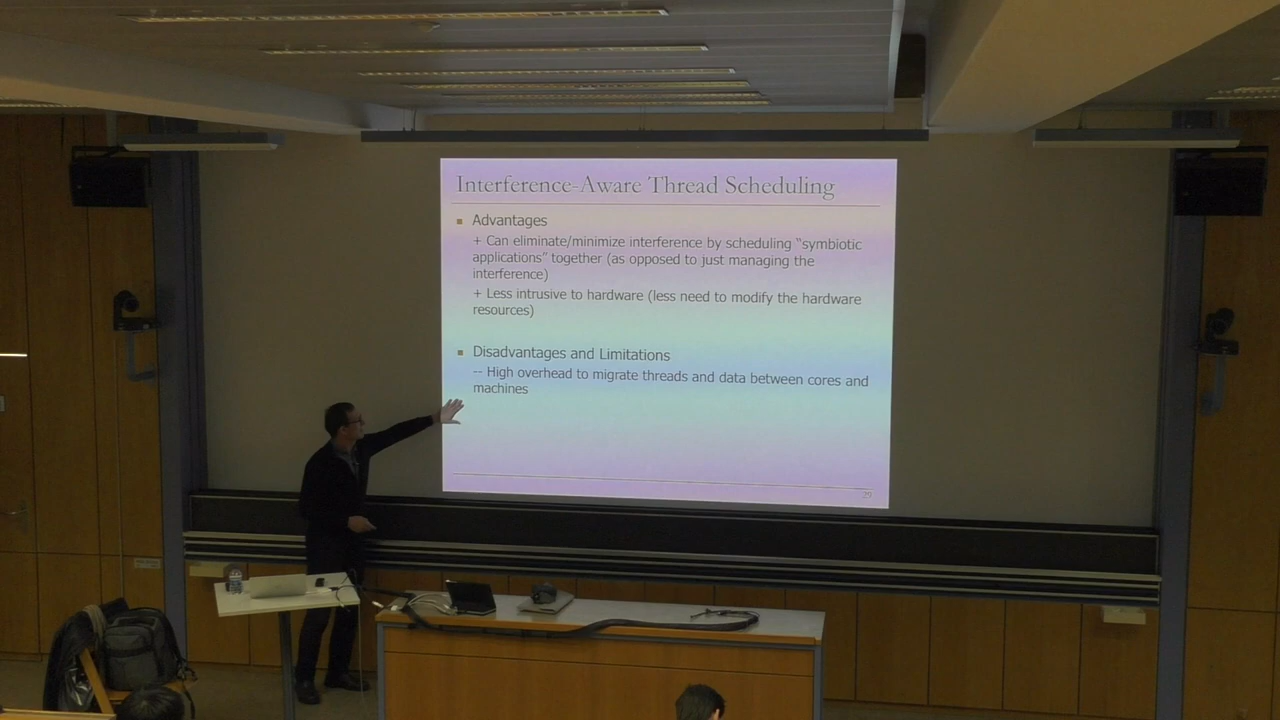 Interference-Aware Thread Scheduling
Advantages
+ Can eliminate/minimize interference by scheduling “symbiotic
applications” together (as opposed to just managing the
interference)
+ Less intrusive to hardware (less need to modify the hardware
resources)
Disadvantages and Limitations
-- High overhead to migrate threads and data between cores and
machines
29